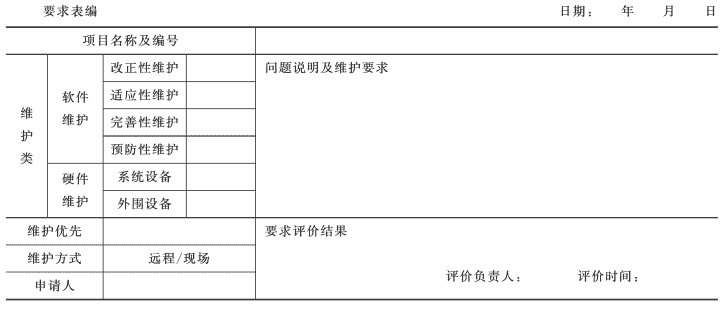 要求表编 日期： 年 月 日
项目名称及编号
维护类
软件维护
改正性维护
适应性维护
完善性维护
预防性维护
硬件维护
系统设备
外围设备
问题说明及维护要求
维护优先
维护方式 远程/现场
申请人
要求评价结果
评价负责人： 评价时间：